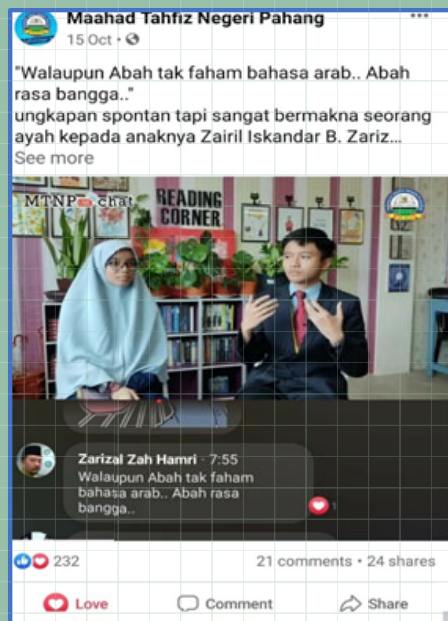 Maahad Tahfiz Negeri Pahang
15 Oct ·
"Walaupun Abah tak faham bahasa arab.. Abah
rasa bangga.."
ungkapan spontan tapi sangat bermakna seorang
ayah kepada anaknya Zairil Iskandar B. Zariz...
See more
MTNP chat
READING
CORNER
Zarizal Zah Hamri · 7:55
Walaupun Abah tak faham
bahasa arab.. Abah rasa
bangga..
1
232
21 comments · 24 shares
Love
Comment
Share